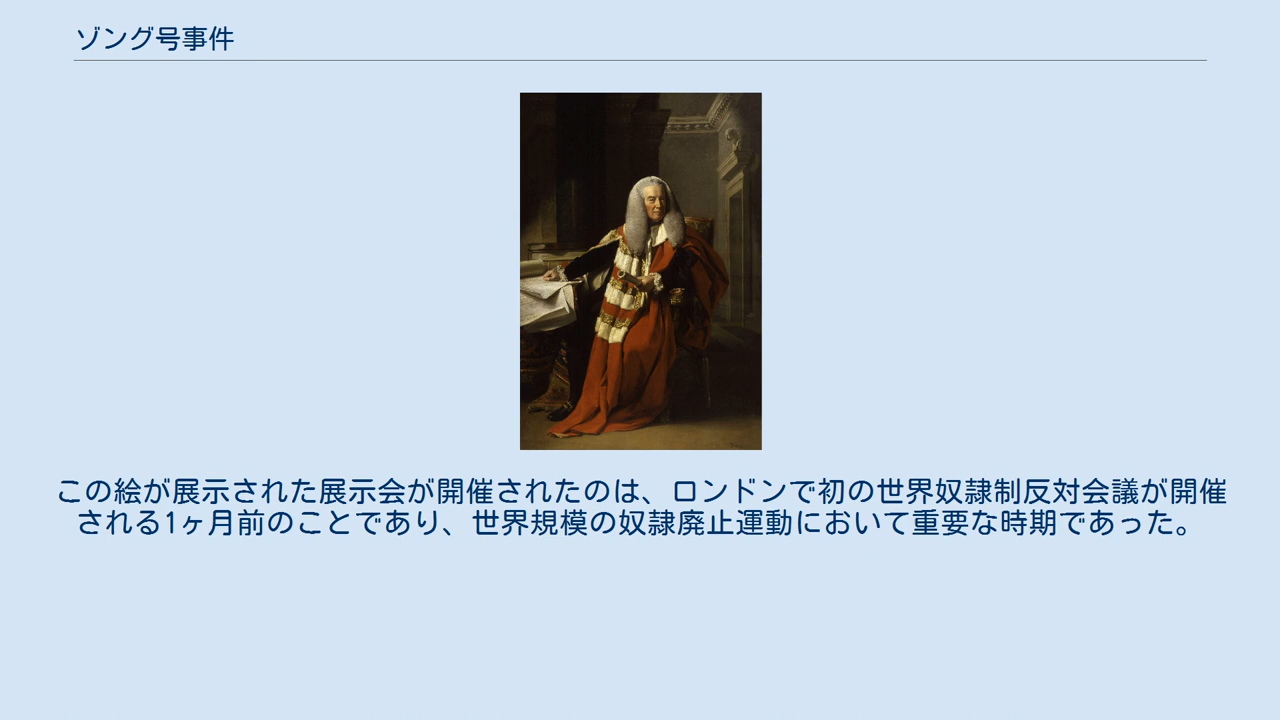 ゾング号事件
この絵が展示された展示会が開催されたのは、ロンドンで初の世界奴隷制反対会議が開催
される1ヶ月前のことであり、世界規模の奴隷廃止運動において重要な時期であった。